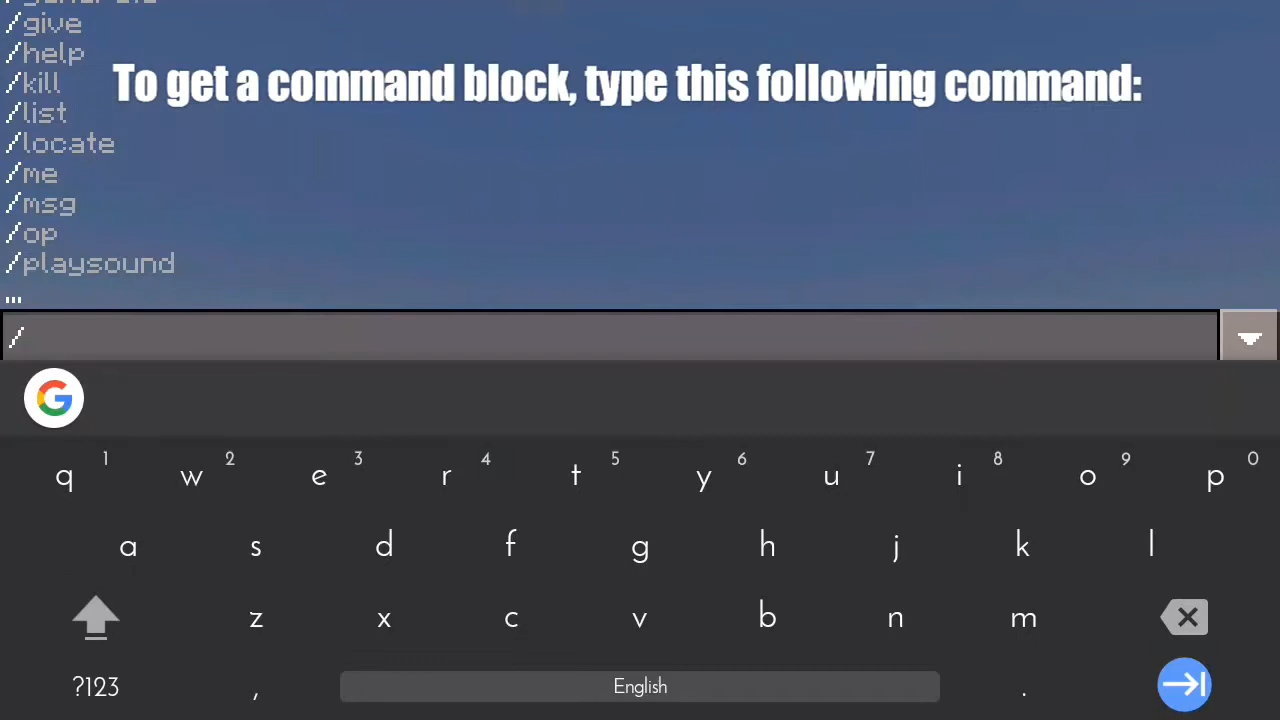 /give
/help
To get a command block, type this following command:
/kill
/list
/locate
/me
/msg
/op
/playsound
...
/
G
1 2 3 4 5 6 7 8 9 0
q w e r t y u i o p
a s d f g h j k l
z x c v b n m
?123 , English .